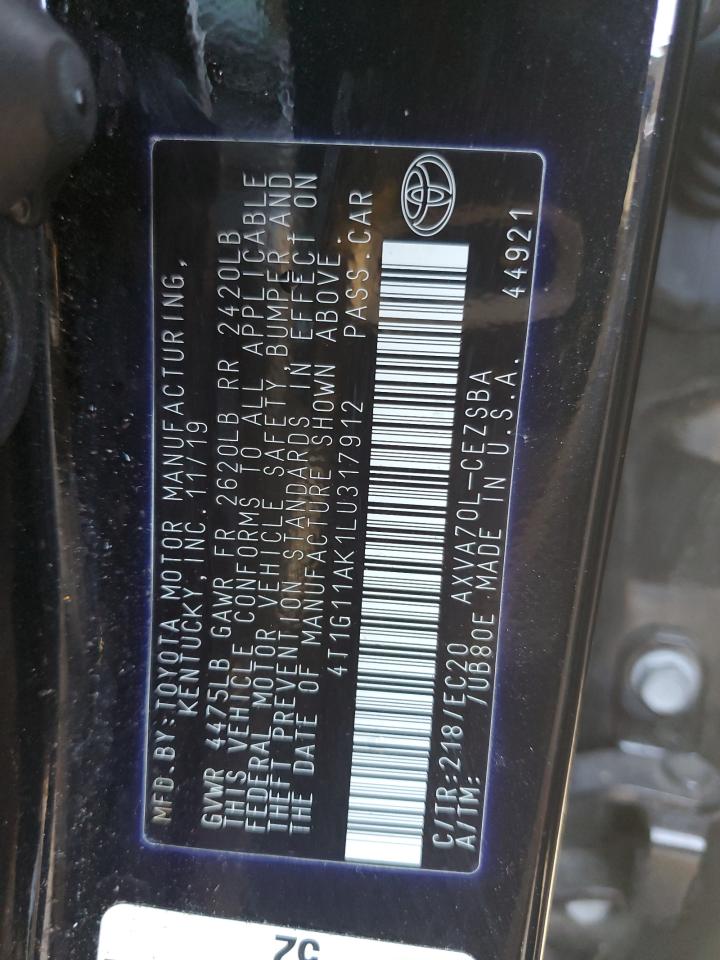 MFD.BY:TOYOTA MOTOR MANUFACTURING,
KENTUCKY, INC. 11/19
GVWR 4475LB GAWR FR 2620LB RR 2420LB
THIS VEHICLE CONFORMS TO ALL APPLICABLE
FEDERAL MOTOR VEHICLE SAFETY, BUMPER, AND
THEFT PREVENTION STANDARDS IN EFFECT ON
THE DATE OF MANUFACTURE SHOWN ABOVE.
4T1G11AK1LU317912 PASS.CAR
C/TR:218/EC20 AXVA70L-CEZSBA
A/TM: /UB80E MADE IN U.S.A. 44921
7C